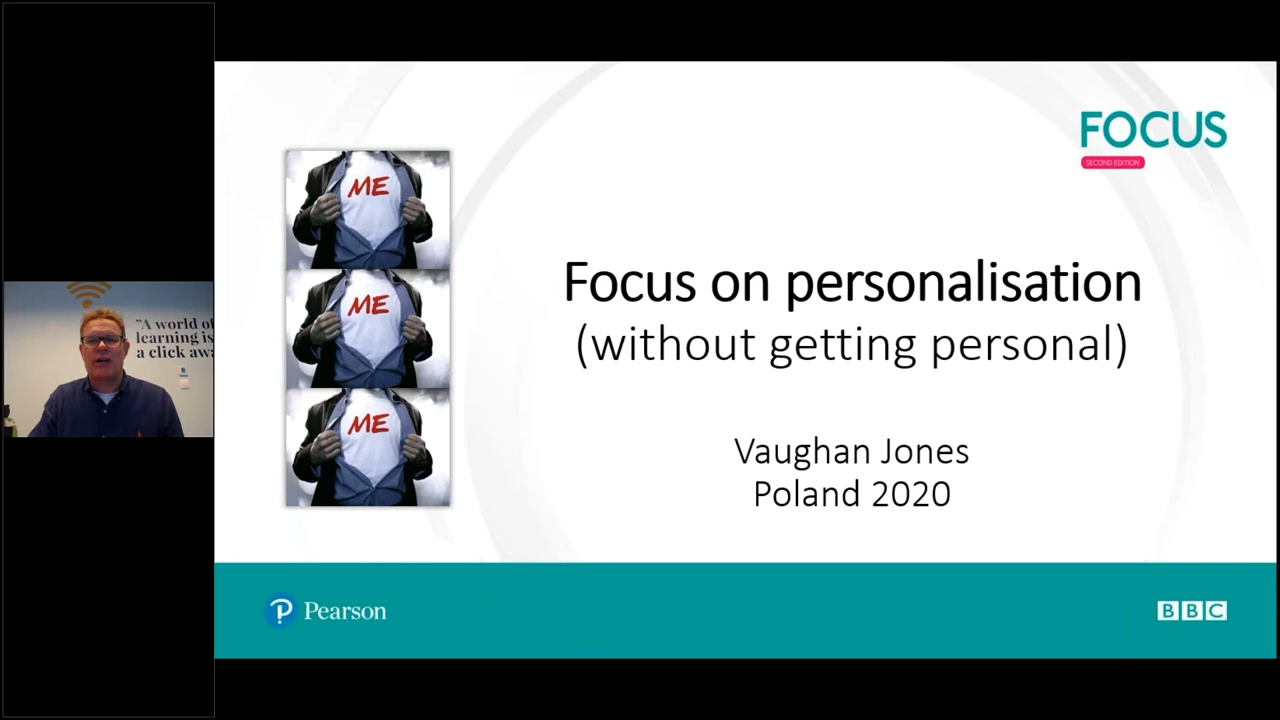 "A world of
learning is
a click awa
ME
ME
ME
FOCUS
SECOND EDITION
Focus on personalisation
(without getting personal)
Vaughan Jones
Poland 2020
Pearson
BBC